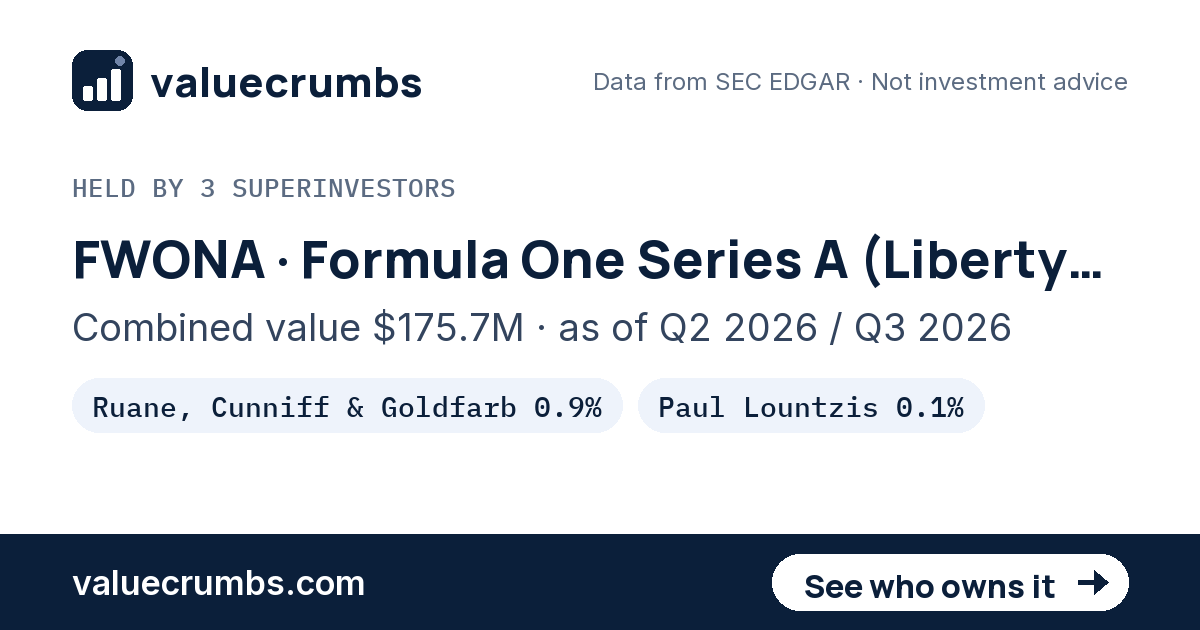 valuecrumbs
Data from SEC EDGAR · Not investment advice
HELD BY 3 SUPERINVESTORS
FWONA · Formula One Series A (Liberty…
Combined value $175.7M · as of Q2 2026 / Q3 2026
Ruane, Cunniff & Goldfarb 0.9%
Paul Lountzis 0.1%
valuecrumbs.com
See who owns it →